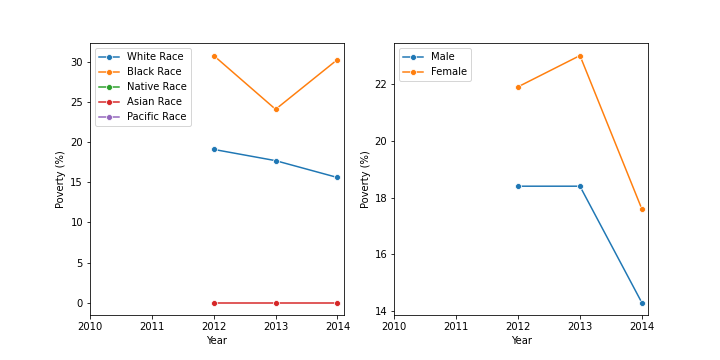 White Race
Black Race
Native Race
Asian Race
Pacific Race
30
25
20
15
10
5
0
Poverty (%)
2010 2011 2012 2013 2014
Year
Male
Female
22
20
18
16
14
Poverty (%)
2010 2011 2012 2013 2014
Year